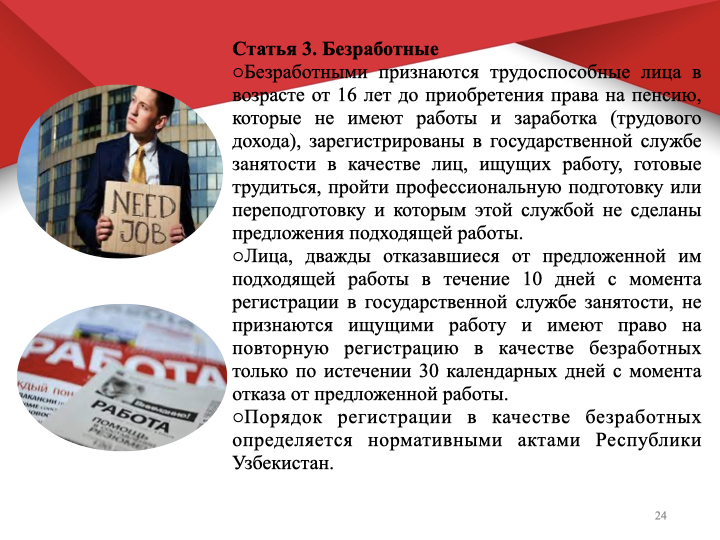 Статья 3. Безработные
○Безработными признаются трудоспособные лица в
возрасте от 16 лет до приобретения права на пенсию,
которые не имеют работы и заработка (трудового
дохода), зарегистрированы в государственной службе
занятости в качестве лиц, ищущих работу, готовые
трудиться, пройти профессиональную подготовку или
переподготовку и которым этой службой не сделаны
предложения подходящей работы.
○Лица, дважды отказавшиеся от предложенной им
подходящей работы в течение 10 дней с момента
регистрации в государственной службе занятости, не
признаются ищущими работу и имеют право на
повторную регистрацию в качестве безработных
только по истечении 30 календарных дней с момента
отказа от предложенной работы.
○Порядок регистрации в качестве безработных
определяется нормативными актами Республики
Узбекистан.
NEED
JOB
РАБОТА
РАБОТА
Внимание!
РАБОТА
ПОМОЩЬ
24